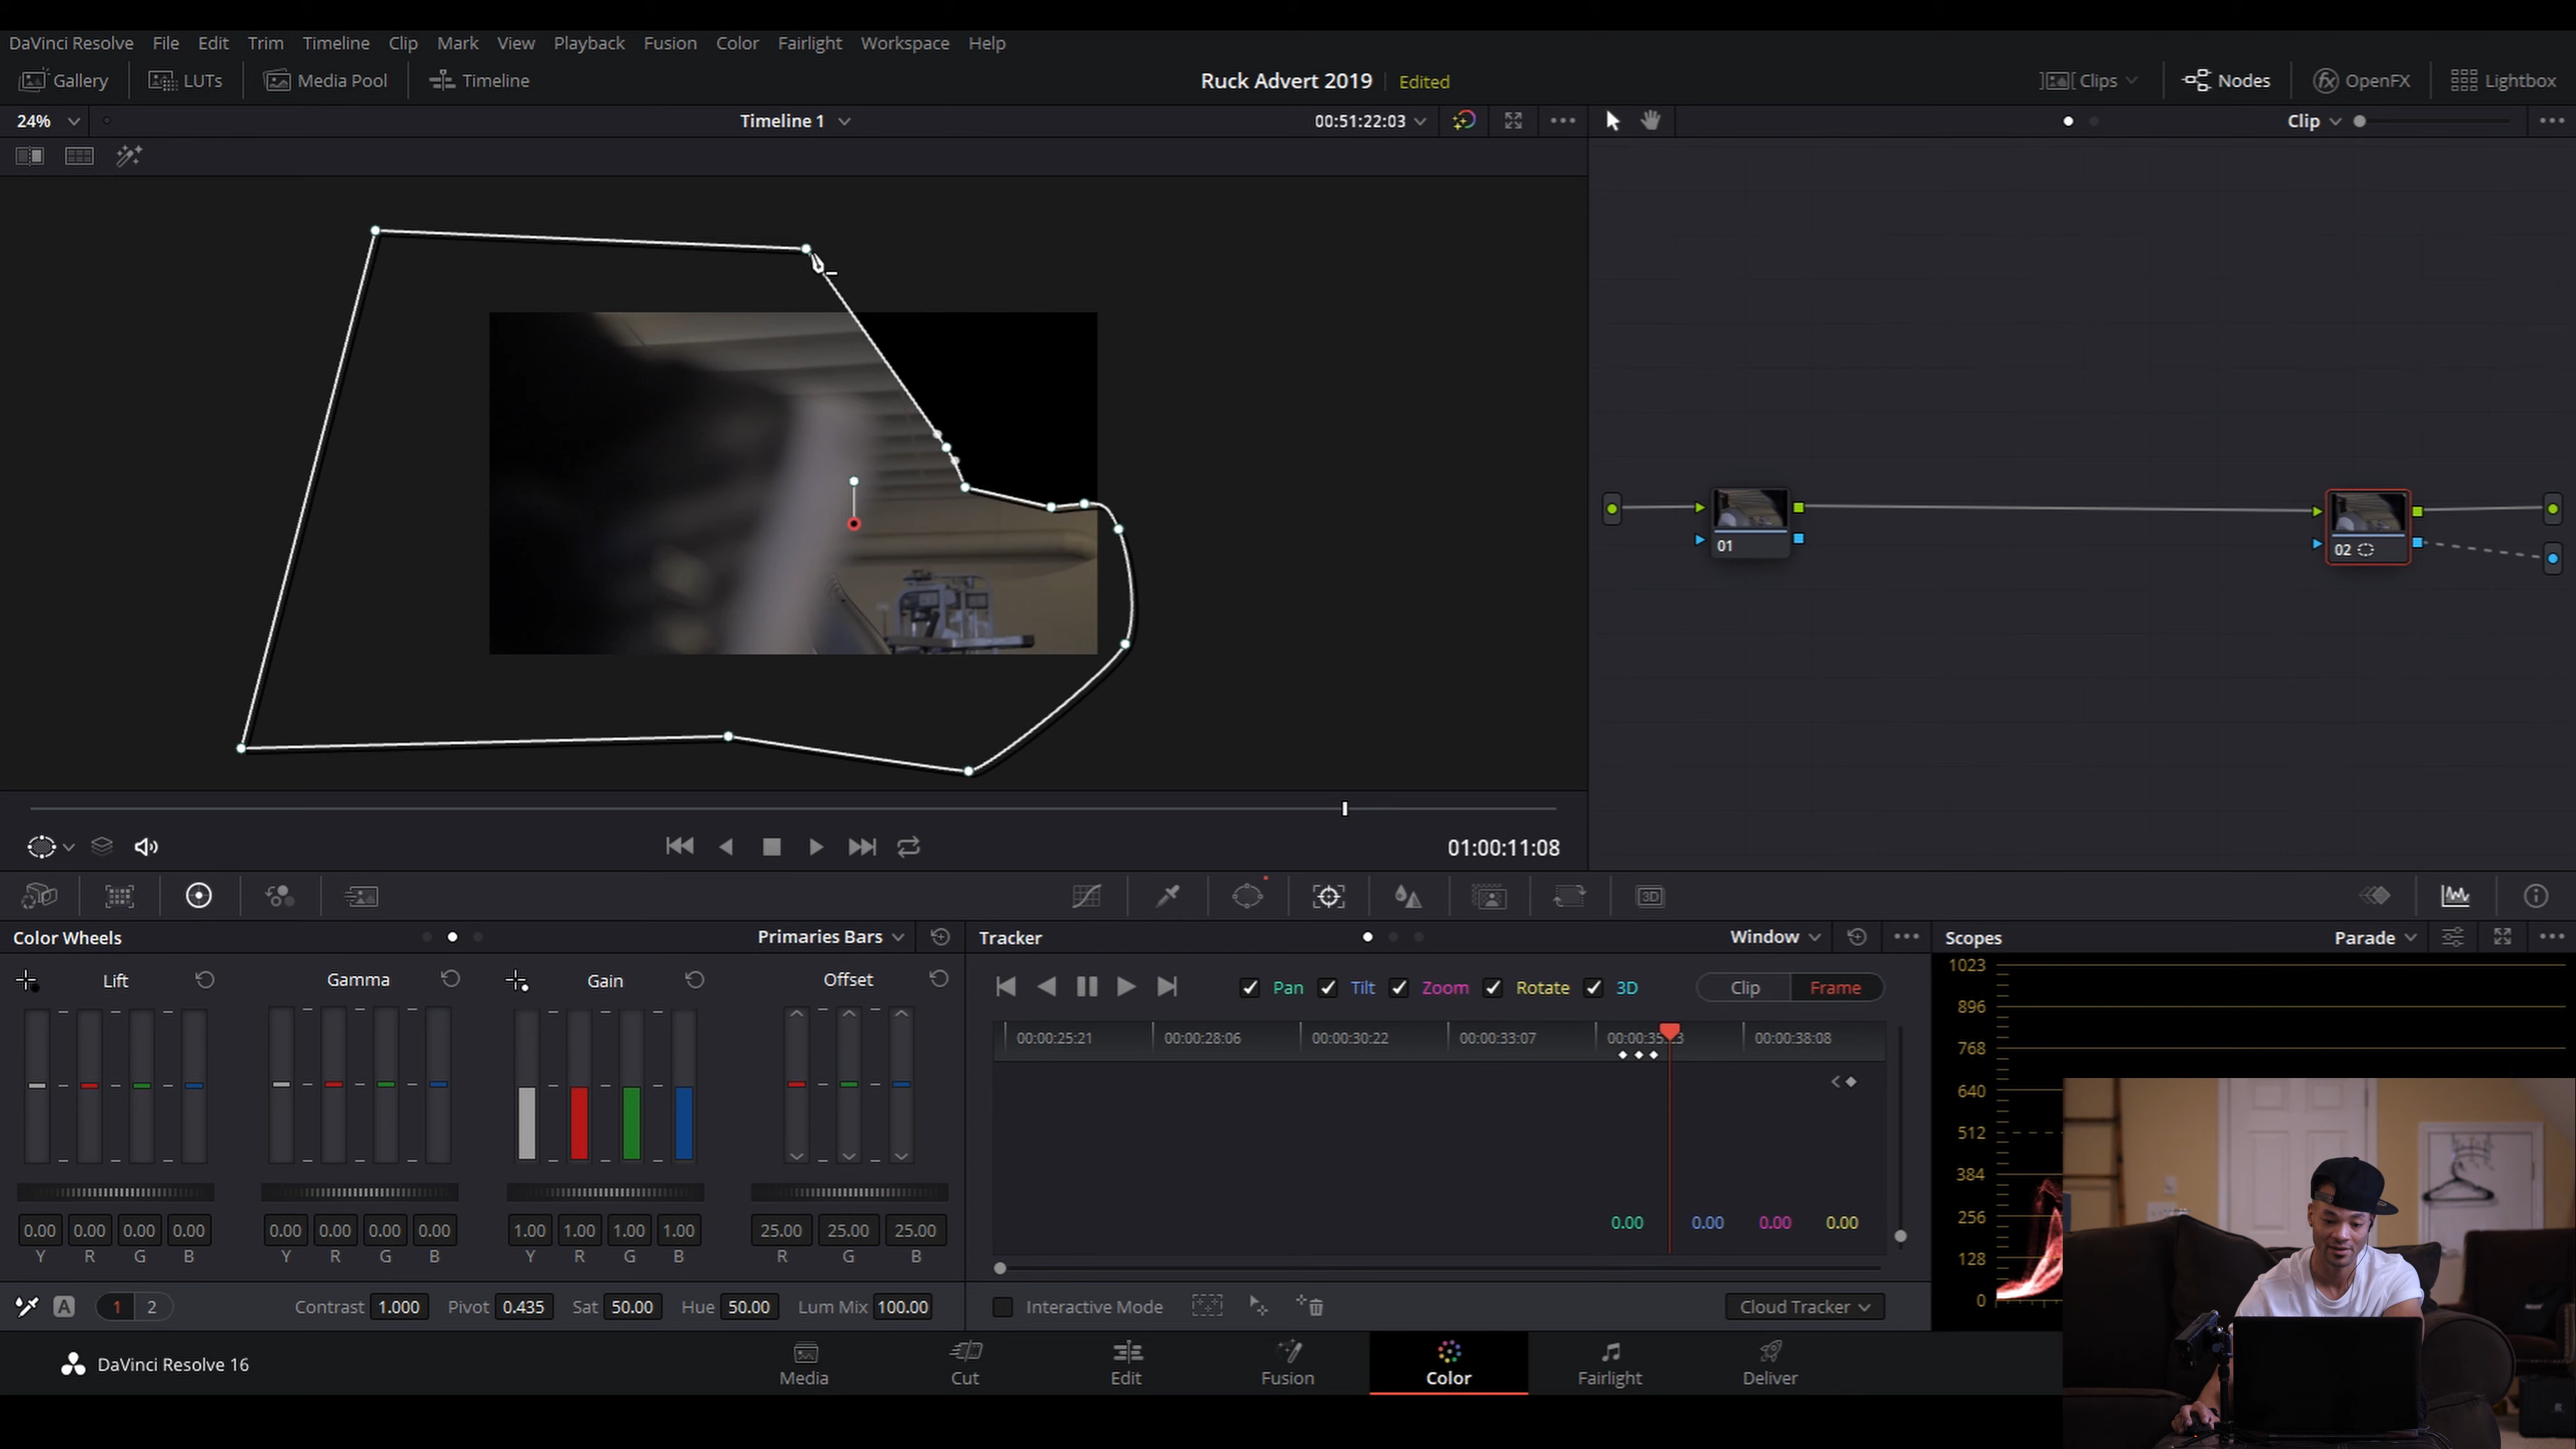 DaVinci Resolve File Edit Trim Timeline Clip Mark View Playback Fusion Color Fairlight Workspace Help
Gallery LUTs Media Pool Timeline Ruck Advert 2019 Edited Clips Nodes OpenFX Lightbox
24% Timeline 1 00:51:22:03 Clip
01
02
01:00:11:08
3D
Color Wheels Primaries Bars Tracker Window Scopes Parade
Lift Gamma Gain Offset
Pan Tilt Zoom Rotate 3D Clip Frame
00:00:25:21 00:00:28:06 00:00:30:22 00:00:33:07 00:00:38:08
1023
896
768
640
512
384
256
128
0
0.00 0.00 0.00 0.00
0.00 0.00 0.00 0.00 0.00 0.00 0.00 0.00 1.00 1.00 1.00 1.00 25.00 25.00 25.00
Y R G B Y R G B Y R G B R G B
A 1 2 Contrast 1.000 Pivot 0.435 Sat 50.00 Hue 50.00 Lum Mix 100.00 Interactive Mode Cloud Tracker
DaVinci Resolve 16 Media Cut Edit Fusion Color Fairlight Deliver